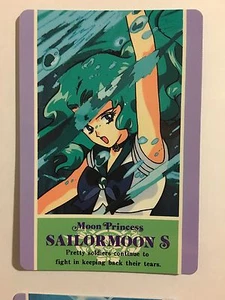 Moon Princess
SAILORMOON S
Pretty soldiers continue to
fight in keeping back their tears.